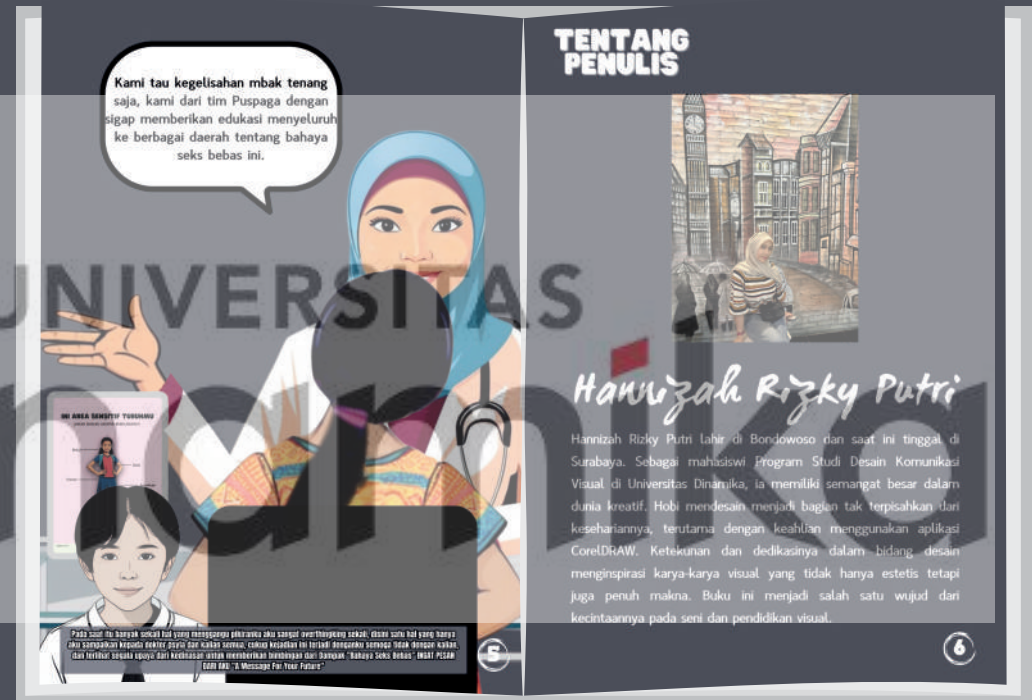 Kami tau kegelisahan mbak tenang
saja, kami dari tim Puspaga dengan
sigap memberikan edukasi menyeluruh
ke berbagai daerah tentang bahaya
seks bebas ini.
UNIVERSITAS
Dinamika
INI AREA SENSITIF TUBUHMU
Pada saat itu banyak sekali hal yang menggangu pikiranku aku sangat overthingking sekali, disini satu hal yang hanya
aku sampaikan kepada dokter psyla dan kalian semua, cukup kejadian ini terjadi denganku semoga tidak dengan kalian,
dan terlihat segala upaya dari kedinasan untuk memberikan bimbingan dari Dampak "Bahaya Seks Bebas" INGAT PESAN
DARI AKU "A Message For Your Future"
5
TENTANG
PENULIS
Hannizah Rizky Putri
Hannizah Rizky Putri lahir di Bondowoso dan saat ini tinggal di
Surabaya. Sebagai mahasiswi Program Studi Desain Komunikasi
Visual di Universitas Dinamika, ia memiliki semangat besar dalam
dunia kreatif. Hobi mendesain menjadi bagian tak terpisahkan dari
kesehariannya, terutama dengan keahlian menggunakan aplikasi
CorelDRAW. Ketekunan dan dedikasinya dalam bidang desain
menginspirasi karya-karya visual yang tidak hanya estetis tetapi
juga penuh makna. Buku ini menjadi salah satu wujud dari
kecintaannya pada seni dan pendidikan visual.
6